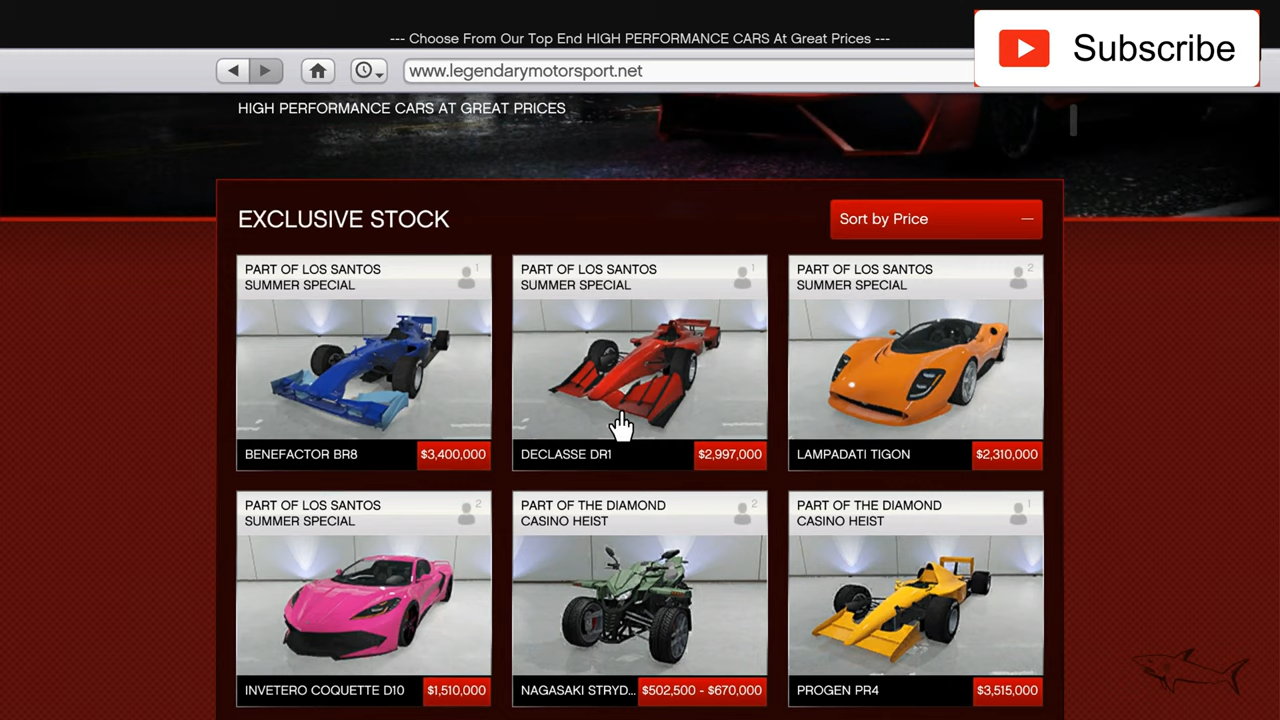 --- Choose From Our Top End HIGH PERFORMANCE CARS At Great Prices ---
Subscribe
www.legendarymotorsport.net
HIGH PERFORMANCE CARS AT GREAT PRICES
EXCLUSIVE STOCK
Sort by Price
PART OF LOS SANTOS
SUMMER SPECIAL
1
BENEFACTOR BR8
$3,400,000
PART OF LOS SANTOS
SUMMER SPECIAL
1
DECLASSE DR1
$2,997,000
PART OF LOS SANTOS
SUMMER SPECIAL
2
LAMPADATI TIGON
$2,310,000
PART OF LOS SANTOS
SUMMER SPECIAL
2
INVETERO COQUETTE D10
$1,510,000
PART OF THE DIAMOND
CASINO HEIST
2
NAGASAKI STRYD...
$502,500 - $670,000
PART OF THE DIAMOND
CASINO HEIST
1
PROGEN PR4
$3,515,000